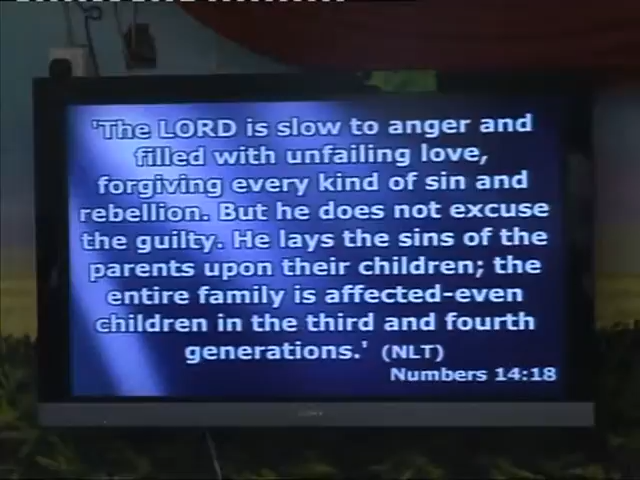 'The LORD is slow to anger and
filled with unfailing love,
forgiving every kind of sin and
rebellion. But he does not excuse
the guilty. He lays the sins of the
parents upon their children; the
entire family is affected-even
children in the third and fourth
generations.' (NLT)
Numbers 14:18
SONY